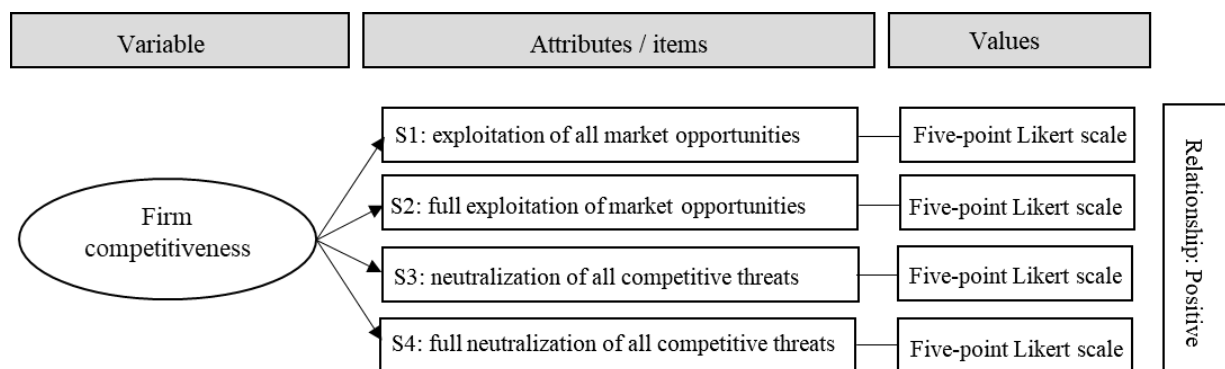 Variable
Attributes / items
Values
Firm
competitiveness
S1: exploitation of all market opportunities
Five-point Likert scale
S2: full exploitation of market opportunities
Five-point Likert scale
S3: neutralization of all competitive threats
Five-point Likert scale
S4: full neutralization of all competitive threats
Five-point Likert scale
Relationship: Positive